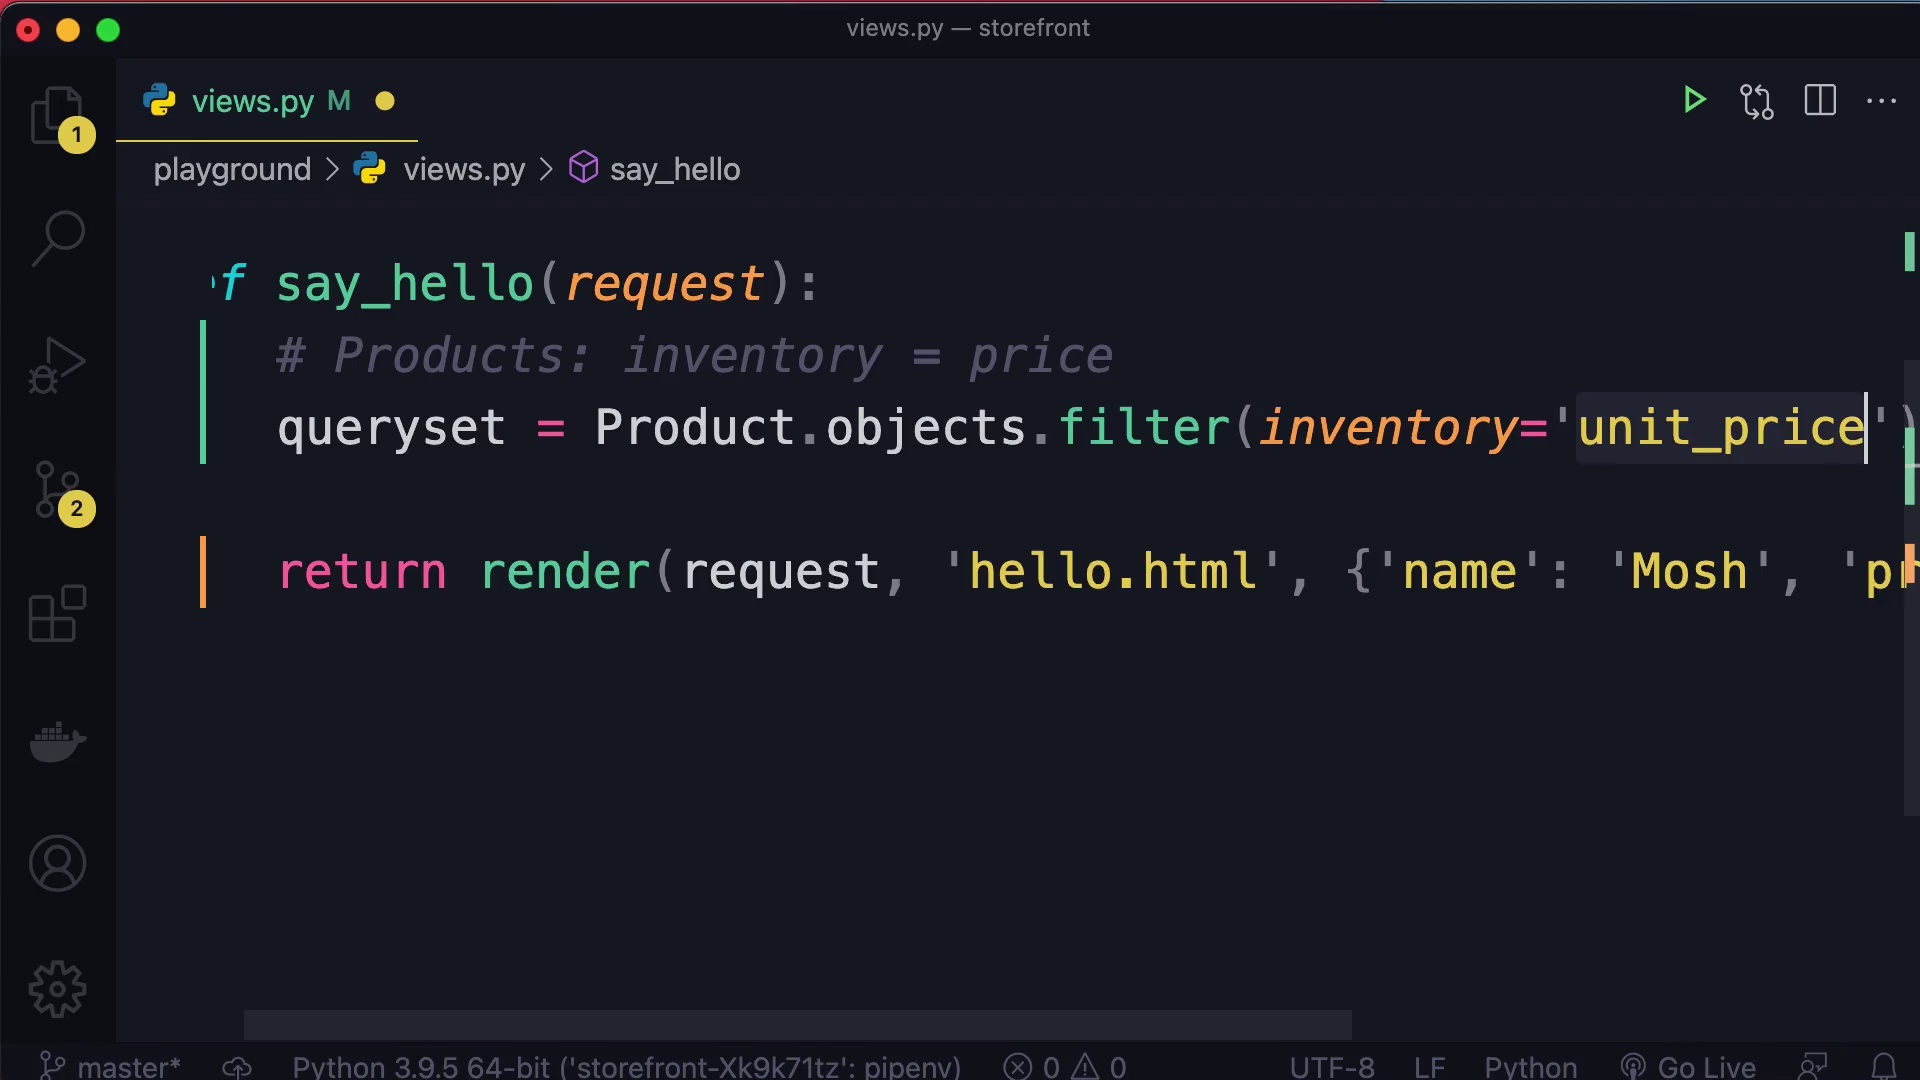 views.py — storefront
views.py M
1
playground > views.py > say_hello
f say_hello(request):
# Products: inventory = price
queryset = Product.objects.filter(inventory='unit_price')
2
return render(request, 'hello.html', {'name': 'Mosh', 'pr
master* Python 3.9.5 64-bit ('storefront-Xk9k71tz': pipenv) 0 0 UTF-8 LF Python Go Live